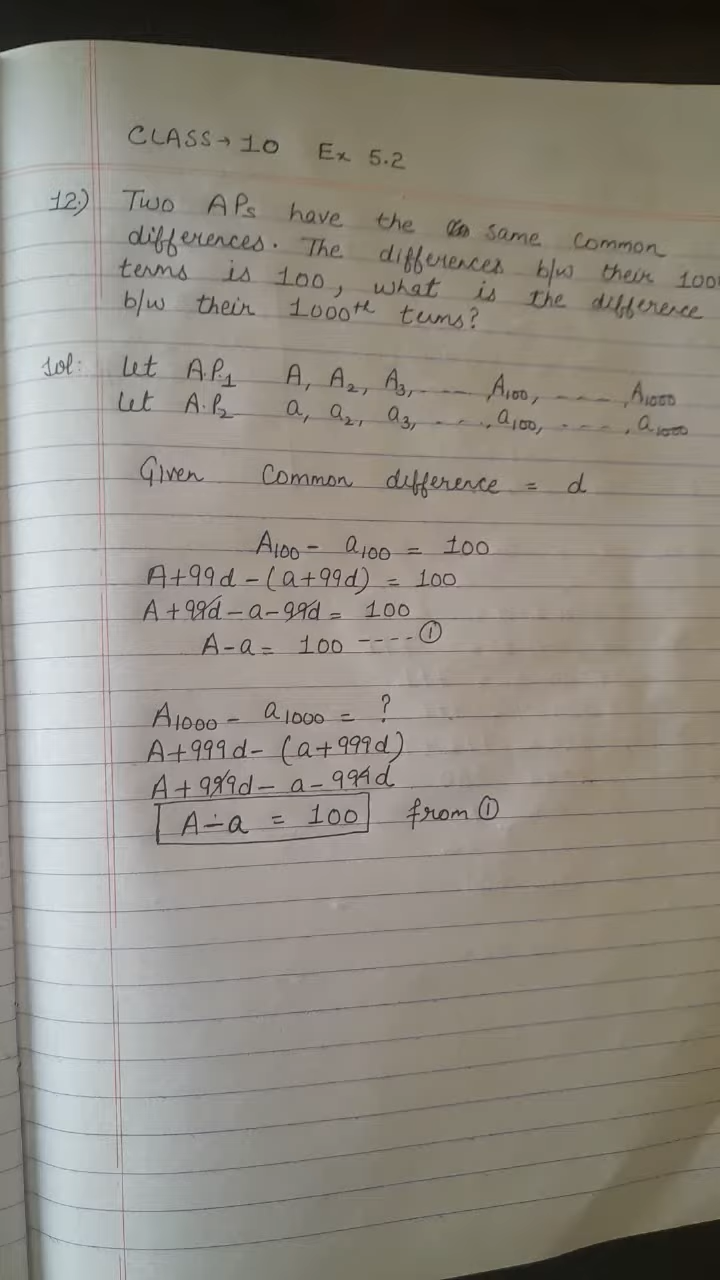 CLASS → 10 Ex 5.2
12.) Two APs have the same common
differences. The differences b/w their 100
terms is 100, what is the difference
b/w their 1000th terms?
Sol: Let A.P₁ A, A₂, A₃, ---- , A₁₀₀, ---- , A₁₀₀₀
Let A.P₂ a, a₂, a₃, ---- , a₁₀₀, ---- , a₁₀₀₀
Given Common difference = d
A₁₀₀ - a₁₀₀ = 100
A+99d-(a+99d) = 100
A+99d-a-99d = 100
A-a = 100 ---- ①
A₁₀₀₀ - a₁₀₀₀ = ?
A+999d-(a+999d)
A+999d-a-999d
A-a = 100 from ①